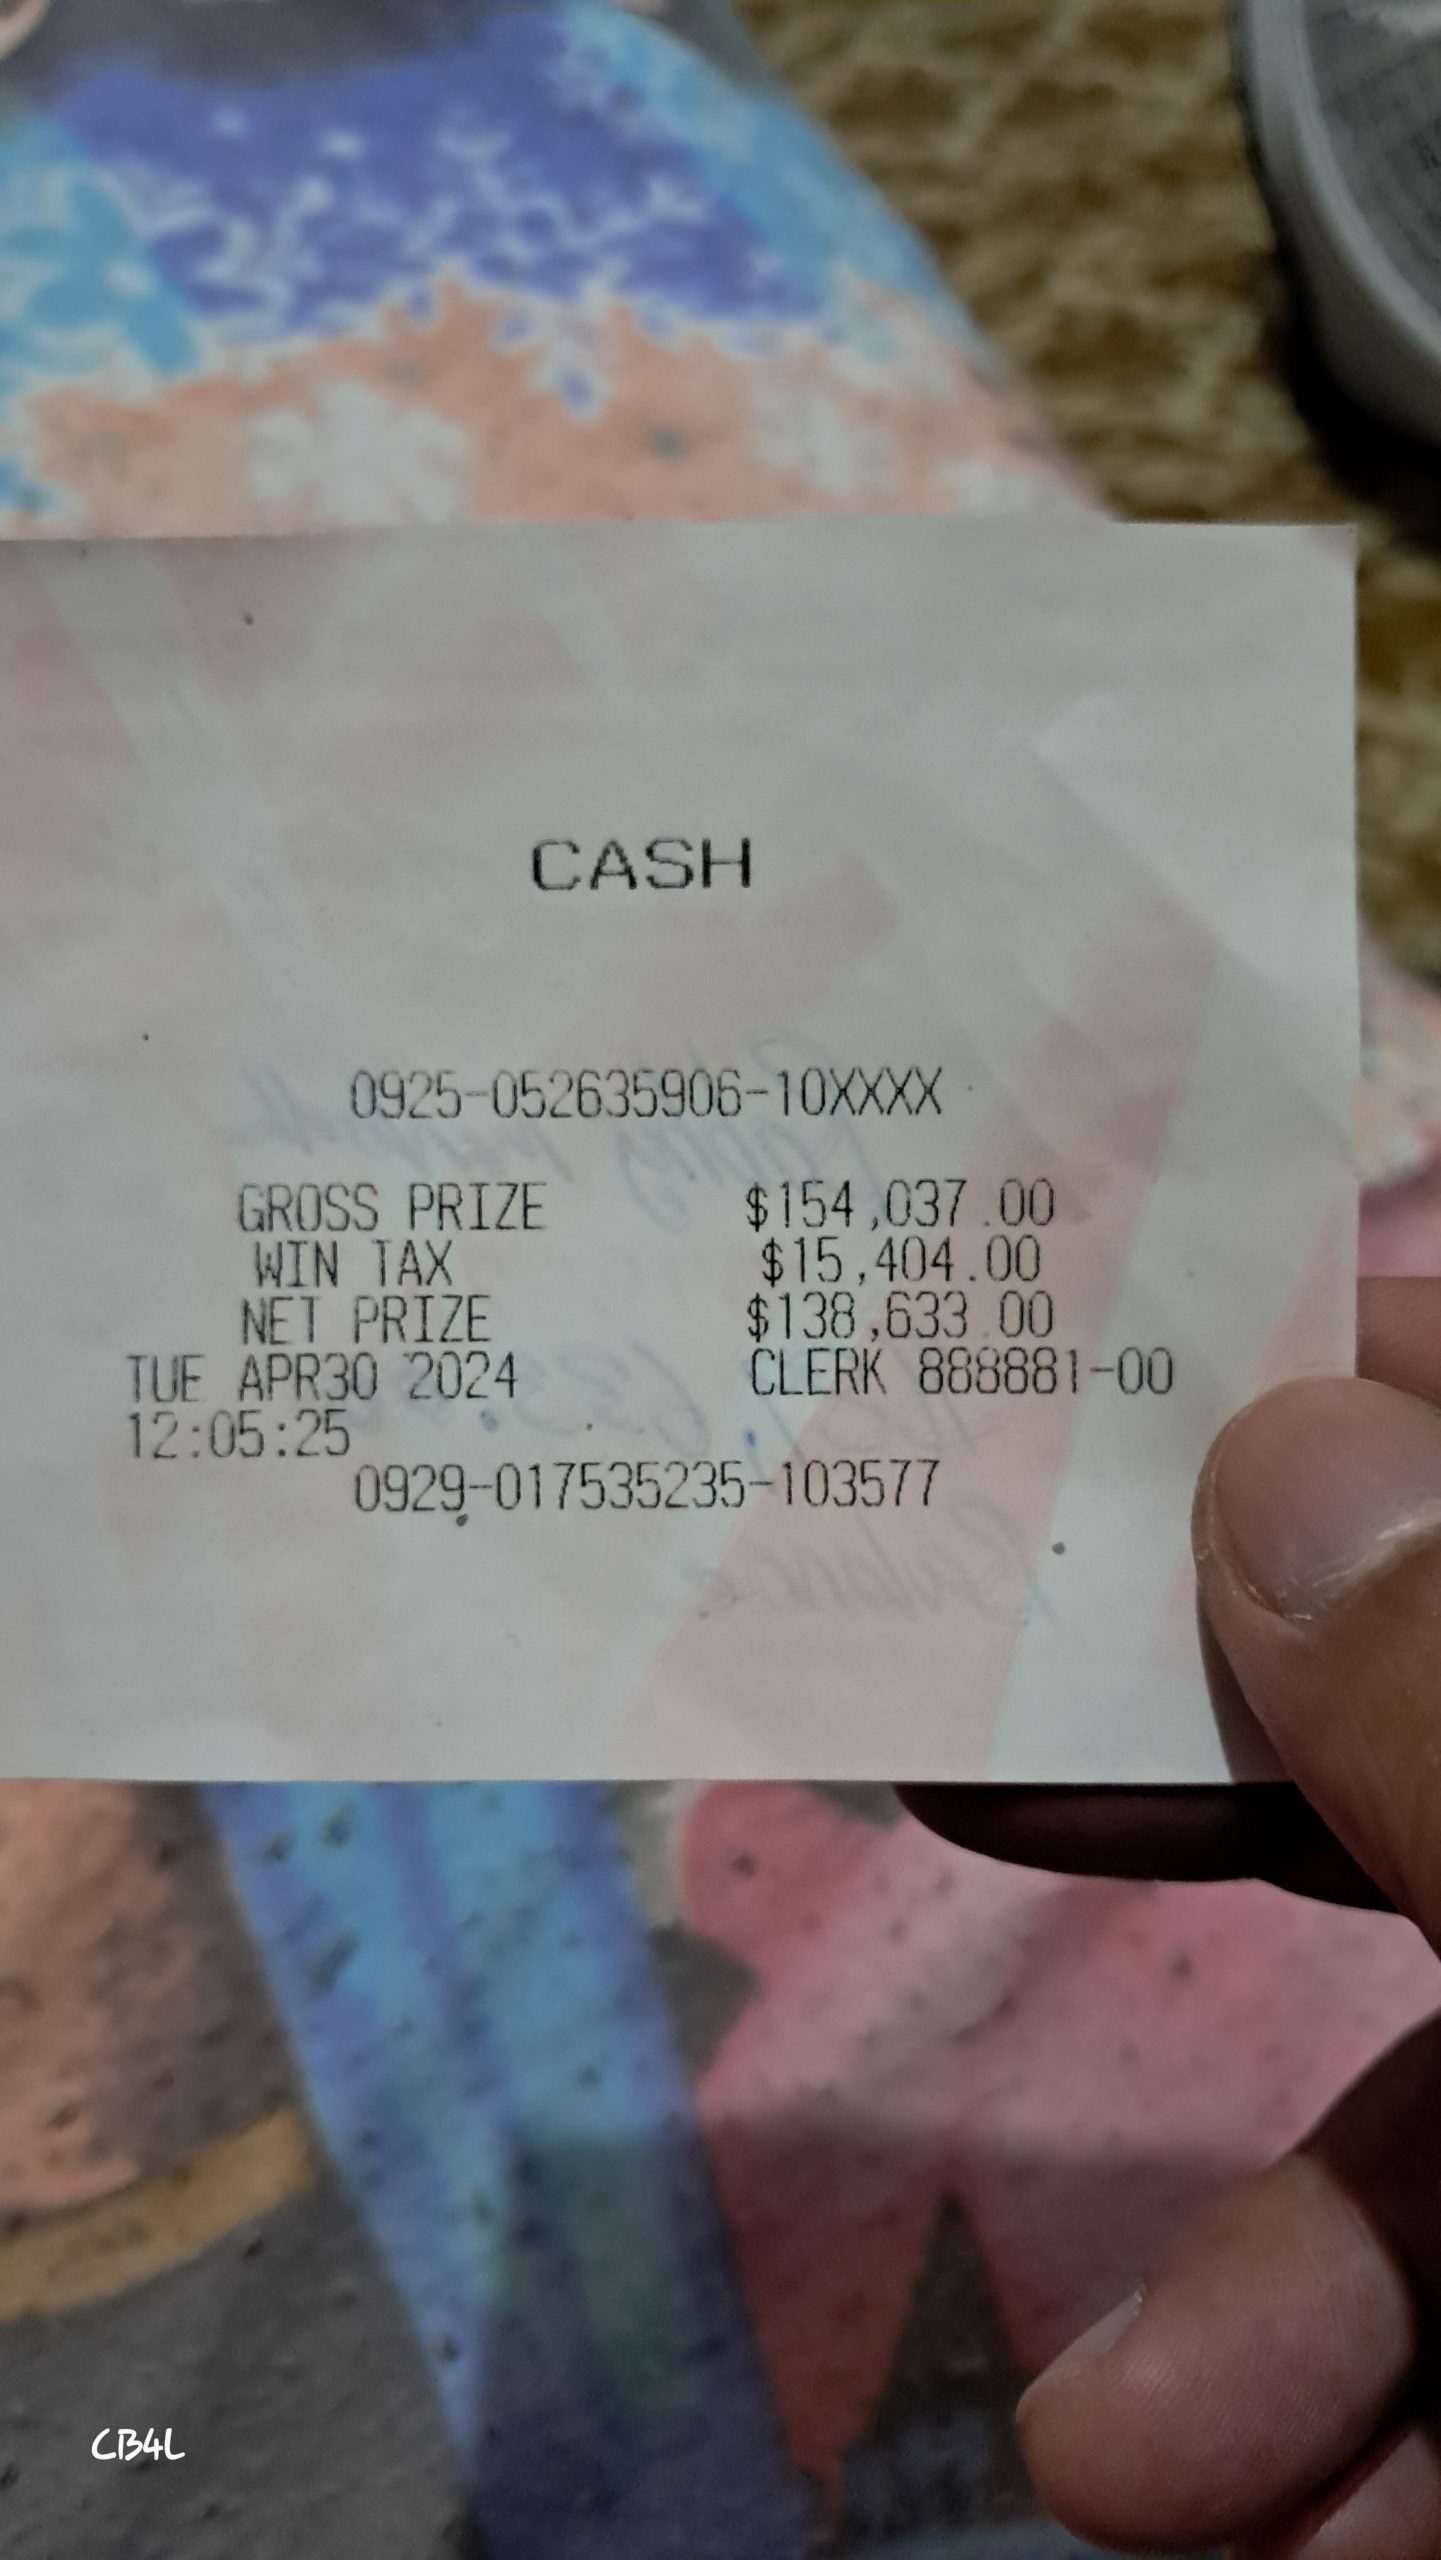 CASH
0925-052635906-10XXXX
GROSS PRIZE $154,037.00
WIN TAX $15,404.00
NET PRIZE $138,633.00
TUE APR30 2024 CLERK 888881-00
12:05:25
0929-017535235-103577
CB4L